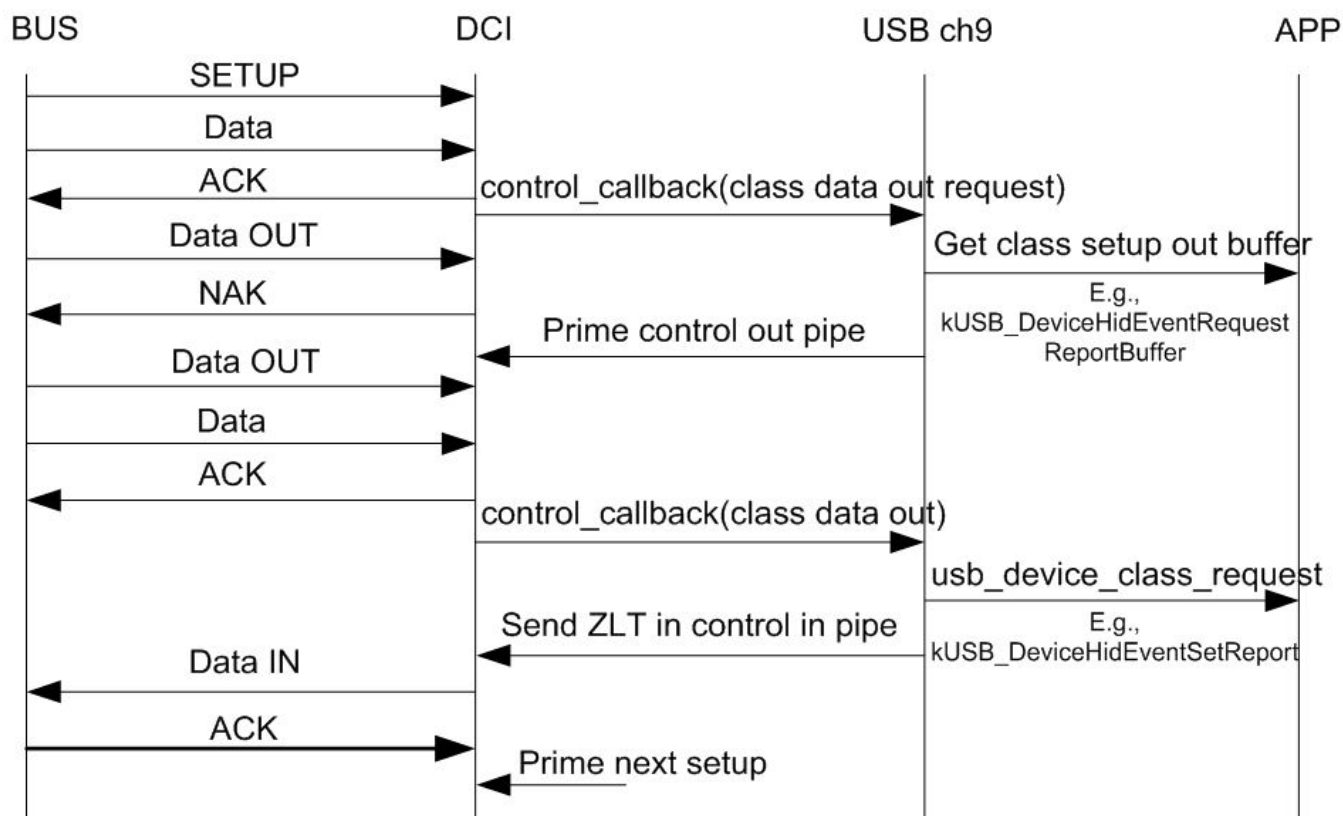 BUS DCI USB ch9 APP
SETUP
Data
ACK
control_callback(class data out request)
Data OUT
Get class setup out buffer
NAK
E.g.,
kUSB_DeviceHidEventRequest
ReportBuffer
Prime control out pipe
Data OUT
Data
ACK
control_callback(class data out)
usb_device_class_request
E.g.,
kUSB_DeviceHidEventSetReport
Send ZLT in control in pipe
Data IN
ACK
Prime next setup